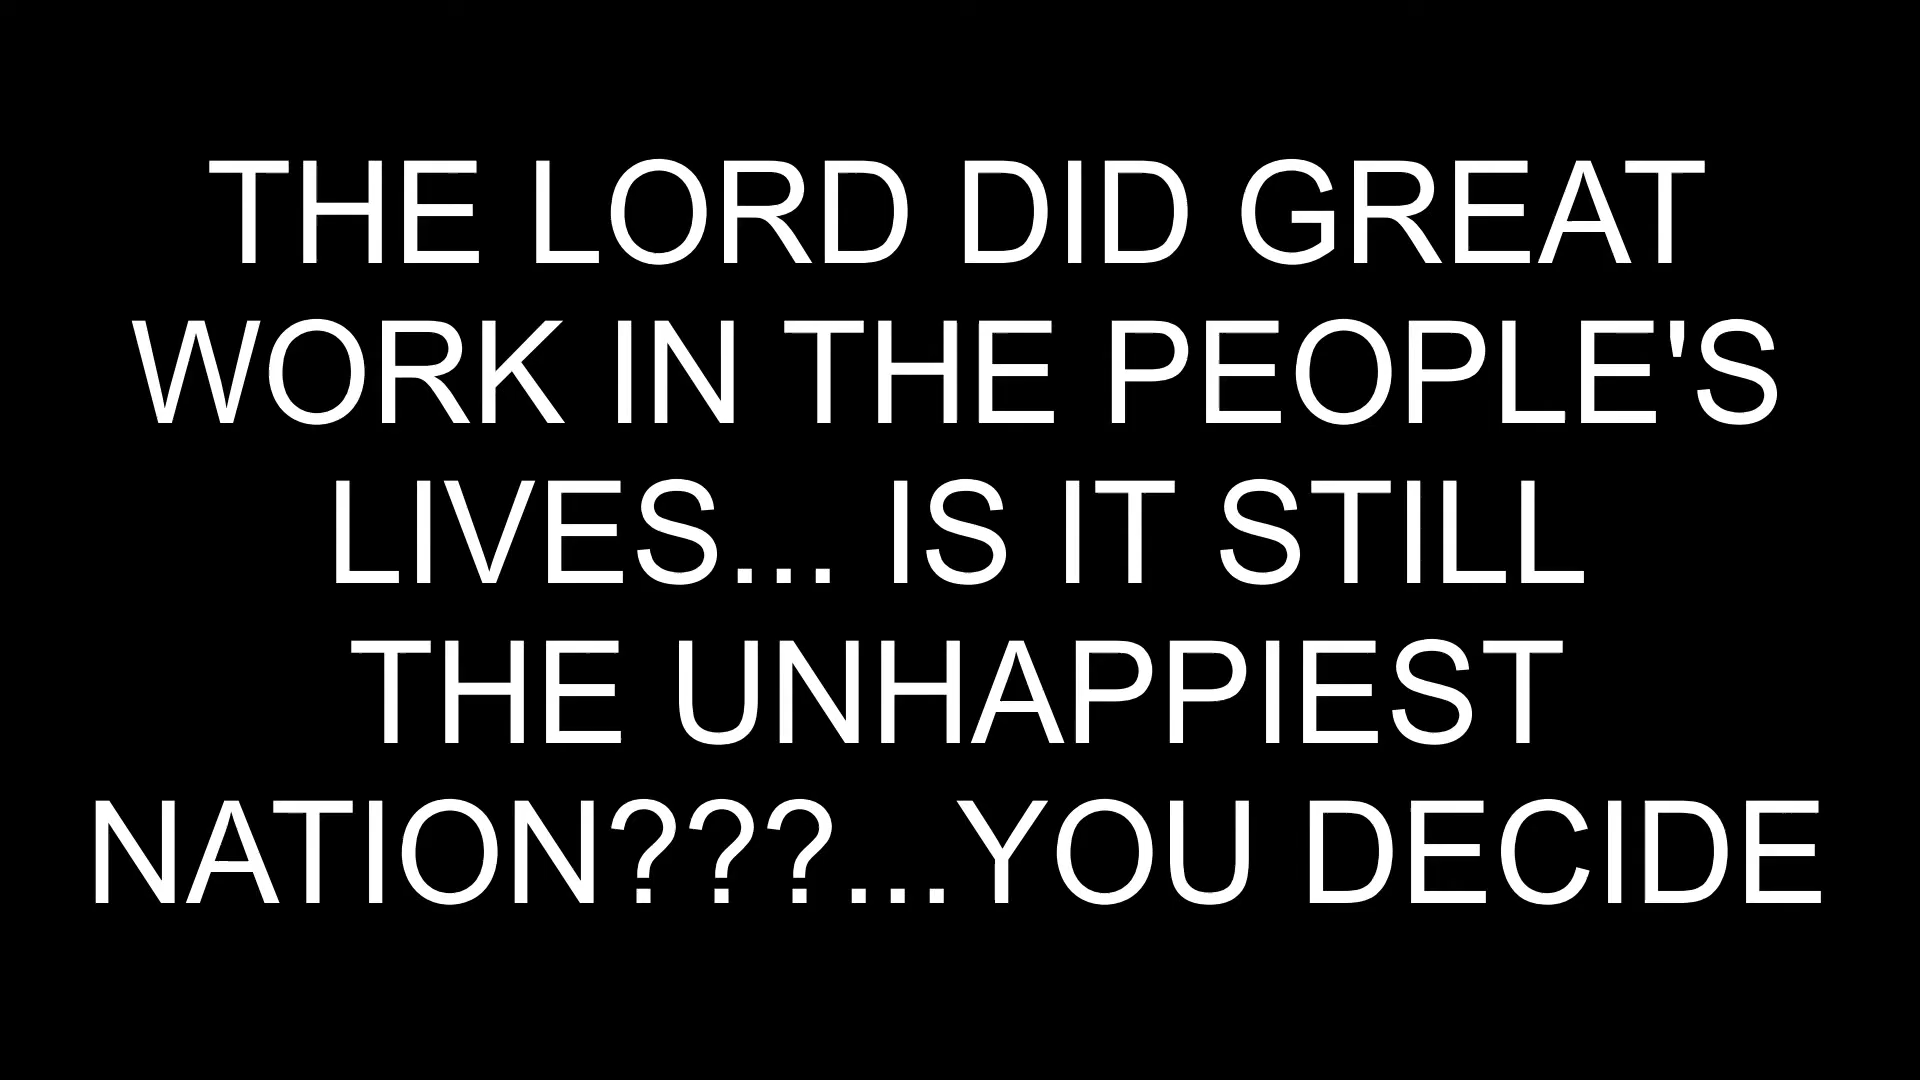 THE LORD DID GREAT
WORK IN THE PEOPLE'S
LIVES... IS IT STILL
THE UNHAPPIEST
NATION???...YOU DECIDE